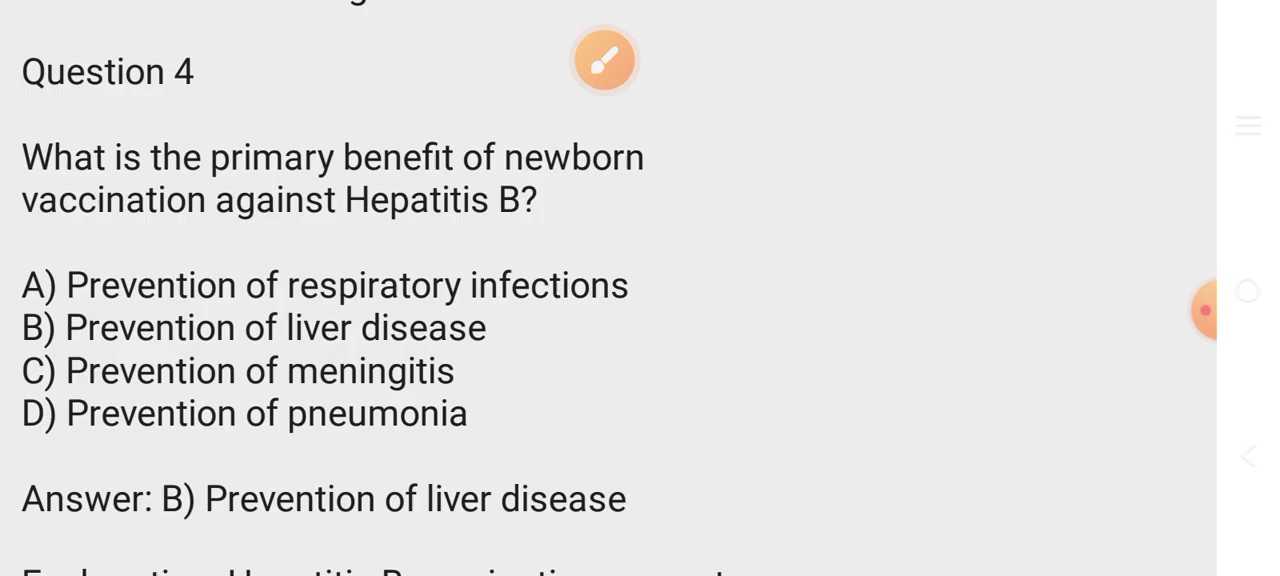 Question 4
What is the primary benefit of newborn
vaccination against Hepatitis B?
A) Prevention of respiratory infections
B) Prevention of liver disease
C) Prevention of meningitis
D) Prevention of pneumonia
Answer: B) Prevention of liver disease